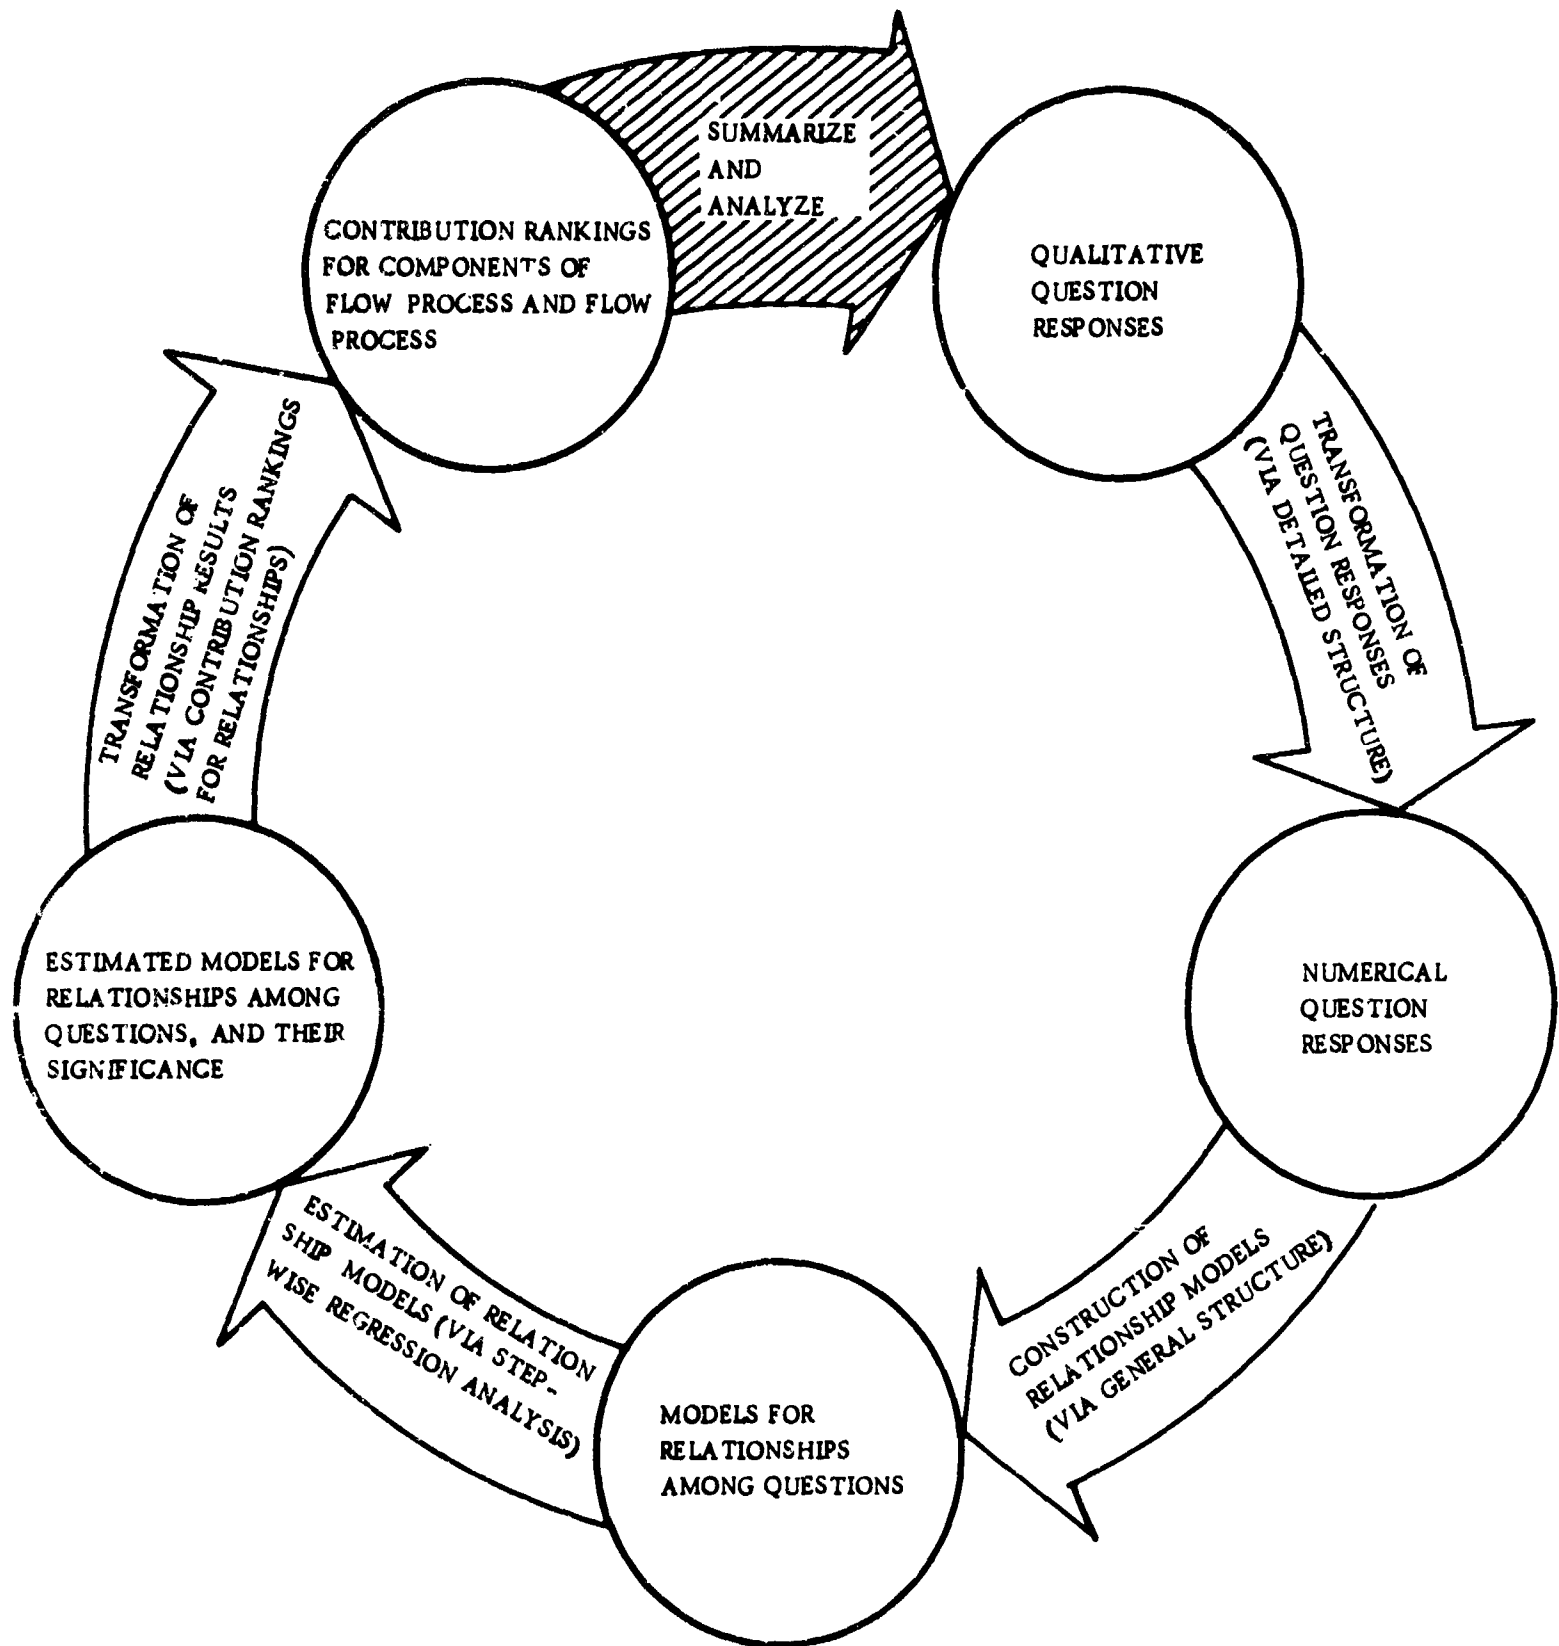 SUMMARIZE
AND
ANALYZE
CONTRIBUTION RANKINGS
FOR COMPONENTS OF
FLOW PROCESS AND FLOW
PROCESS
QUALITATIVE
QUESTION
RESPONSES
TRANSFORMATION OF
QUESTION RESPONSES
(VIA DETAILED STRUCTURE)
NUMERICAL
QUESTION
RESPONSES
CONSTRUCTION OF
RELATIONSHIP MODELS
(VIA GENERAL STRUCTURE)
MODELS FOR
RELATIONSHIPS
AMONG QUESTIONS
ESTIMATION OF RELATION
SHIP MODELS (VIA STEP-
WISE REGRESSION ANALYSIS)
ESTIMATED MODELS FOR
RELATIONSHIPS AMONG
QUESTIONS, AND THEIR
SIGNIFICANCE
TRANSFORMATION OF
RELATIONSHIP RESULTS
(VIA CONTRIBUTION RANKINGS
FOR RELATIONSHIPS)